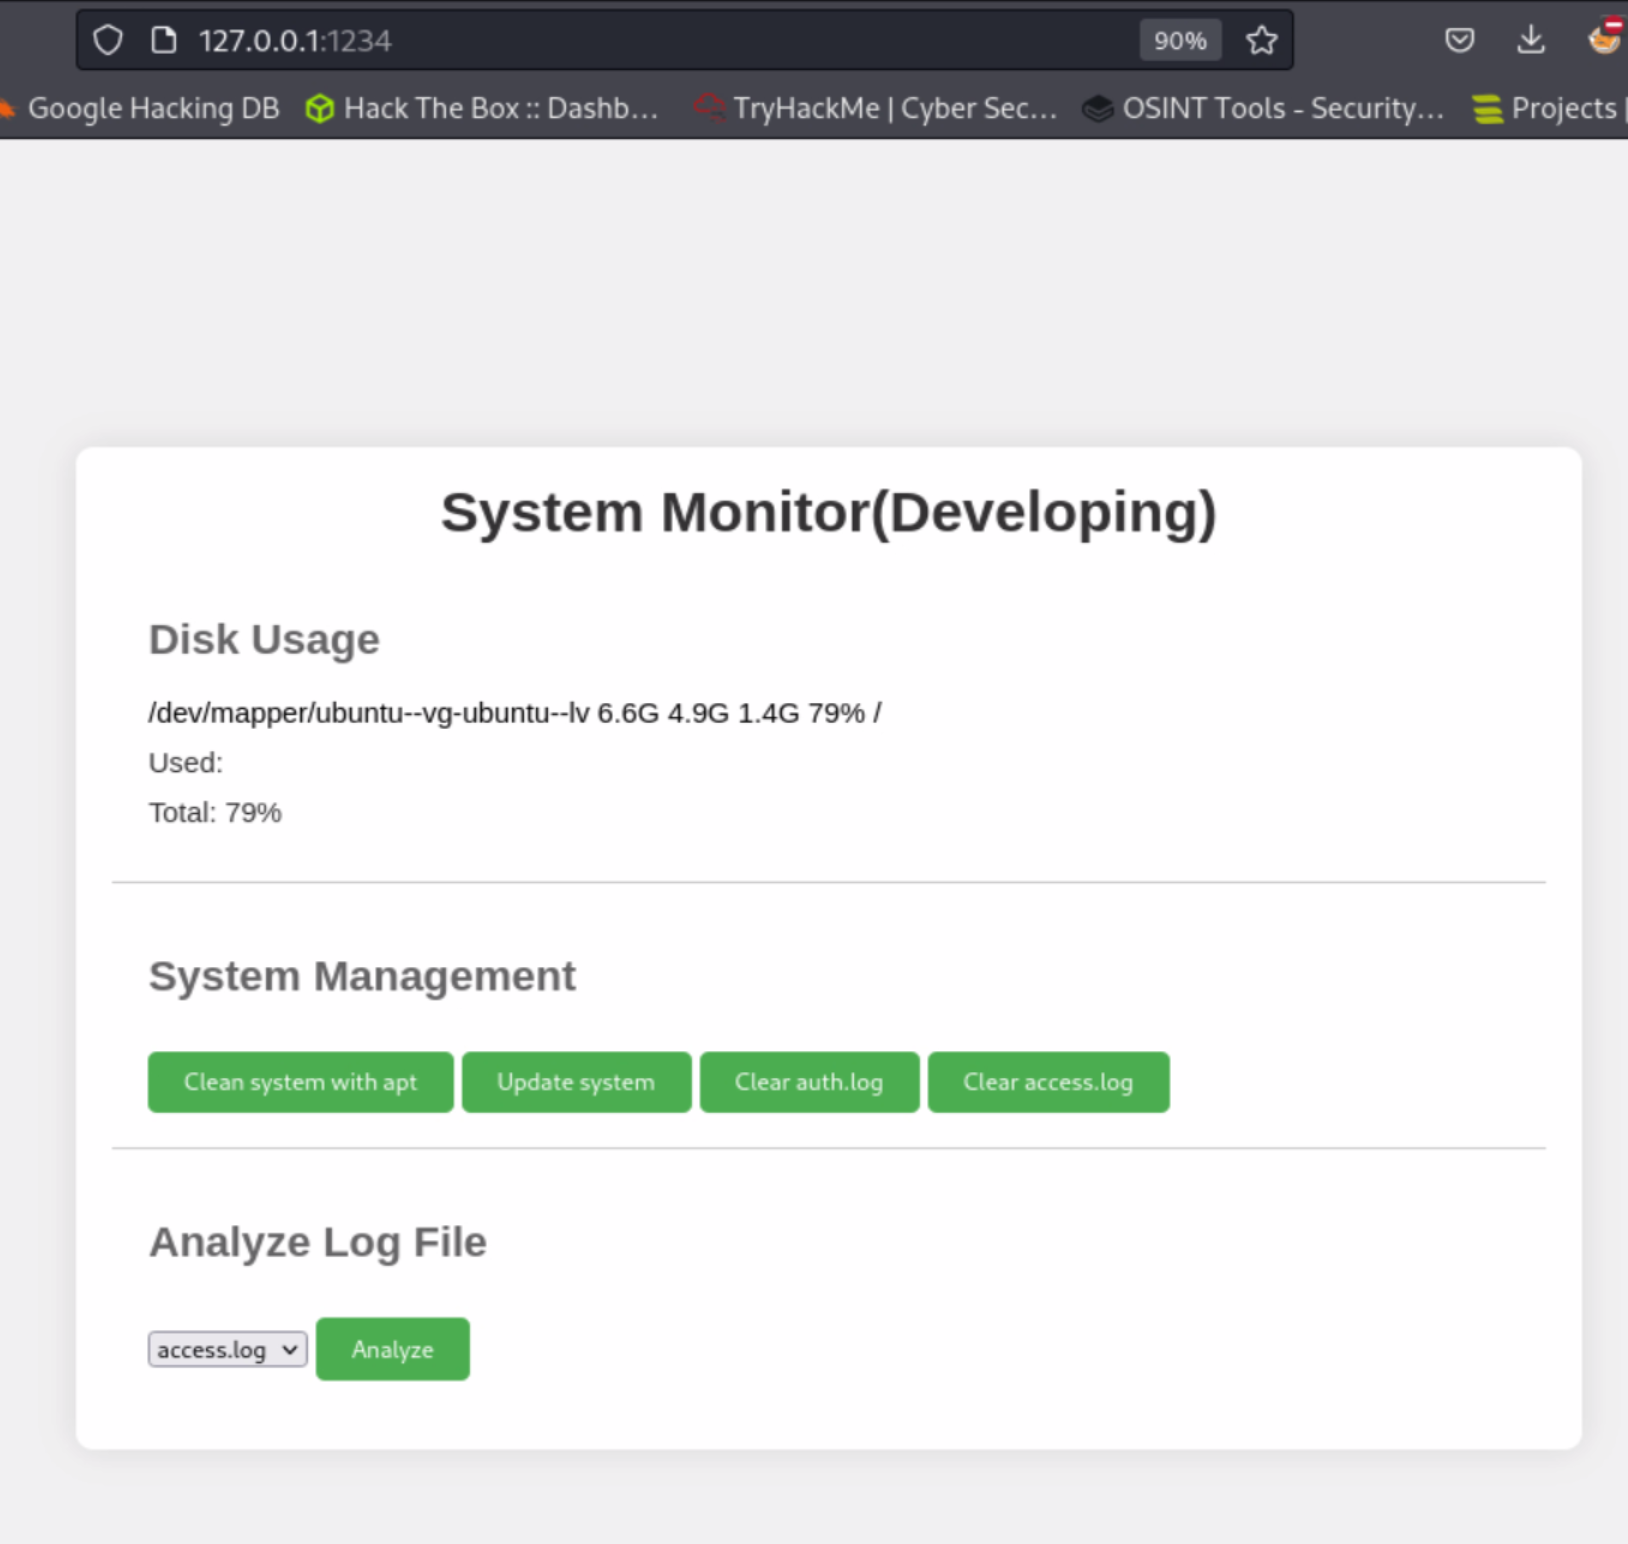 127.0.0.1:1234 90%
Google Hacking DB Hack The Box :: Dashb… TryHackMe | Cyber Sec… OSINT Tools - Security… Projects |
System Monitor(Developing)
Disk Usage
/dev/mapper/ubuntu--vg-ubuntu--lv 6.6G 4.9G 1.4G 79% /
Used:
Total: 79%
System Management
Clean system with apt Update system Clear auth.log Clear access.log
Analyze Log File
access.log Analyze